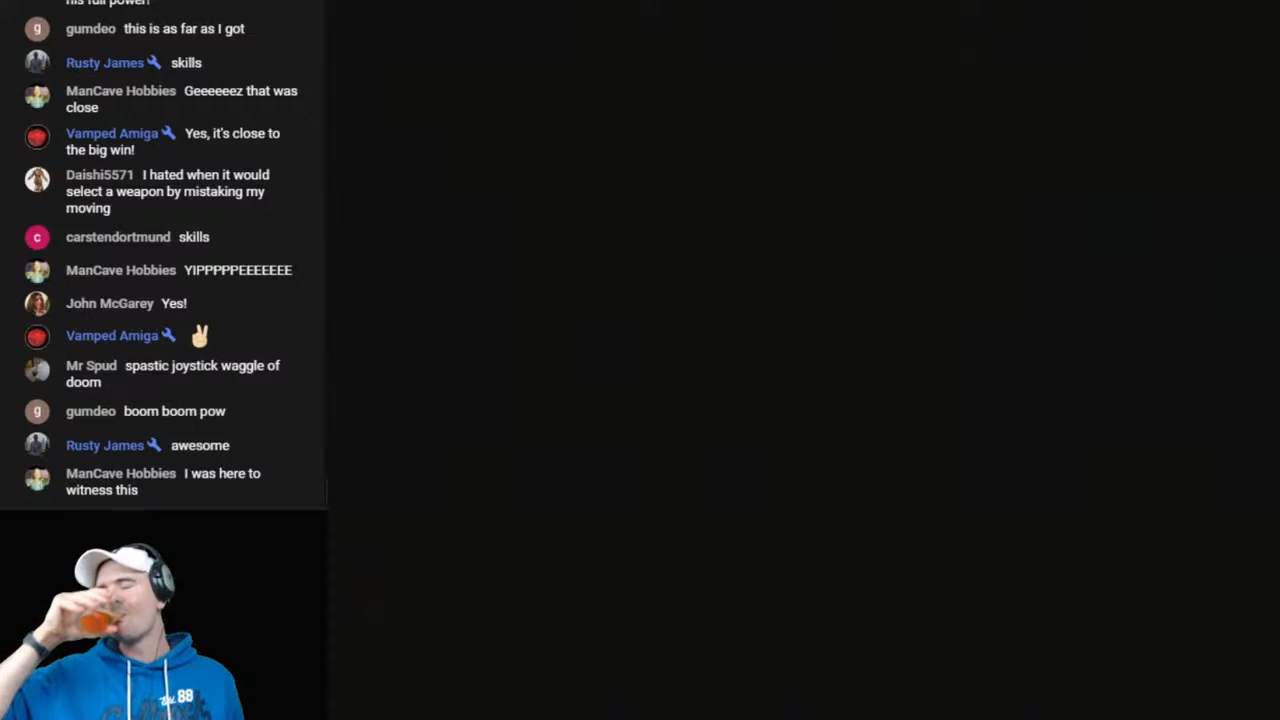 his full power!
g gumdeo this is as far as I got
Rusty James skills
ManCave Hobbies Geeeeeez that was
close
Vamped Amiga Yes, it's close to
the big win!
Daishi5571 I hated when it would
select a weapon by mistaking my
moving
c carstendortmund skills
ManCave Hobbies YIPPPPPEEEEEEE
John McGarey Yes!
Vamped Amiga ✌🏻
Mr Spud spastic joystick waggle of
doom
g gumdeo boom boom pow
Rusty James awesome
ManCave Hobbies I was here to
witness this
88